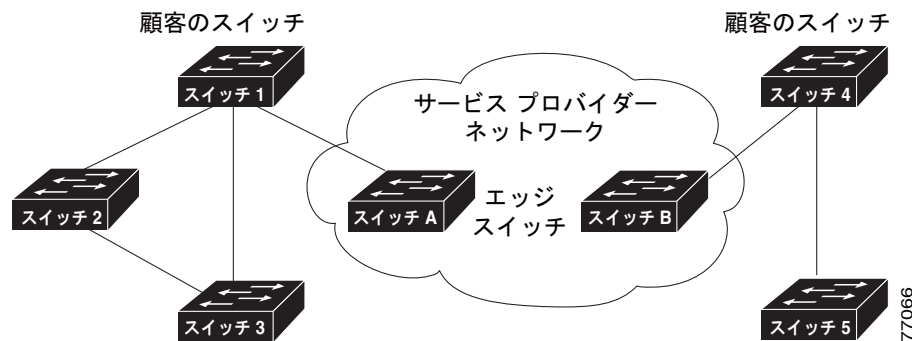 顧客のスイッチ
顧客のスイッチ
スイッチ 1
スイッチ 4
サービス プロバイダー
ネットワーク
スイッチ 2
スイッチ A
エッジ
スイッチ
スイッチ B
スイッチ 3
スイッチ 5
77066